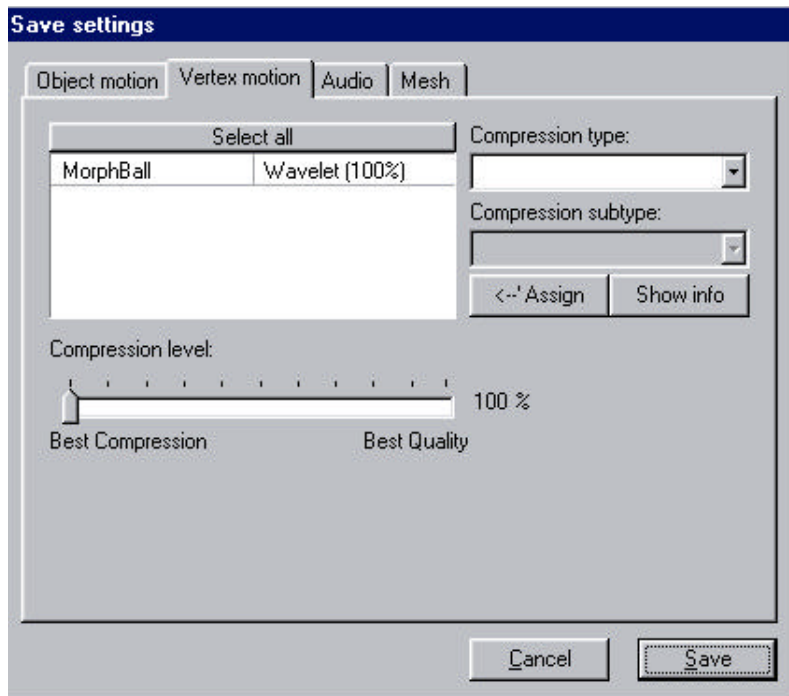 Save settings
Object motion Vertex motion Audio Mesh
Select all
MorphBall Wavelet (100%)
Compression type:
Compression subtype:
<--' Assign Show info
Compression level:
100 %
Best Compression Best Quality
Cancel Save